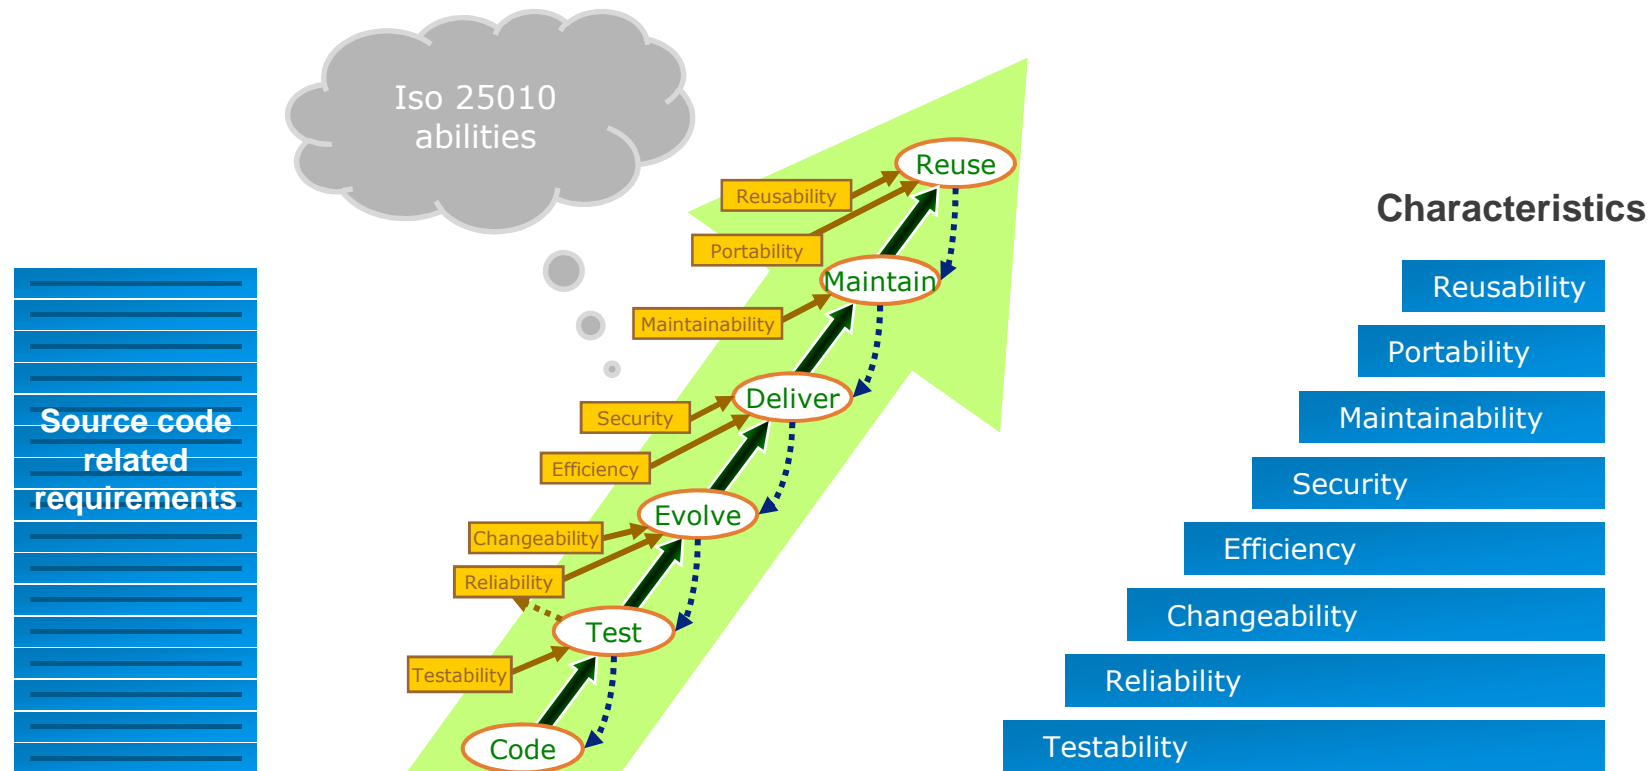 Iso 25010
abilities
Source code
related
requirements
Reuse
Reusability
Portability
Maintain
Maintainability
Deliver
Security
Efficiency
Evolve
Changeability
Reliability
Test
Testability
Code
Characteristics
Reusability
Portability
Maintainability
Security
Efficiency
Changeability
Reliability
Testability